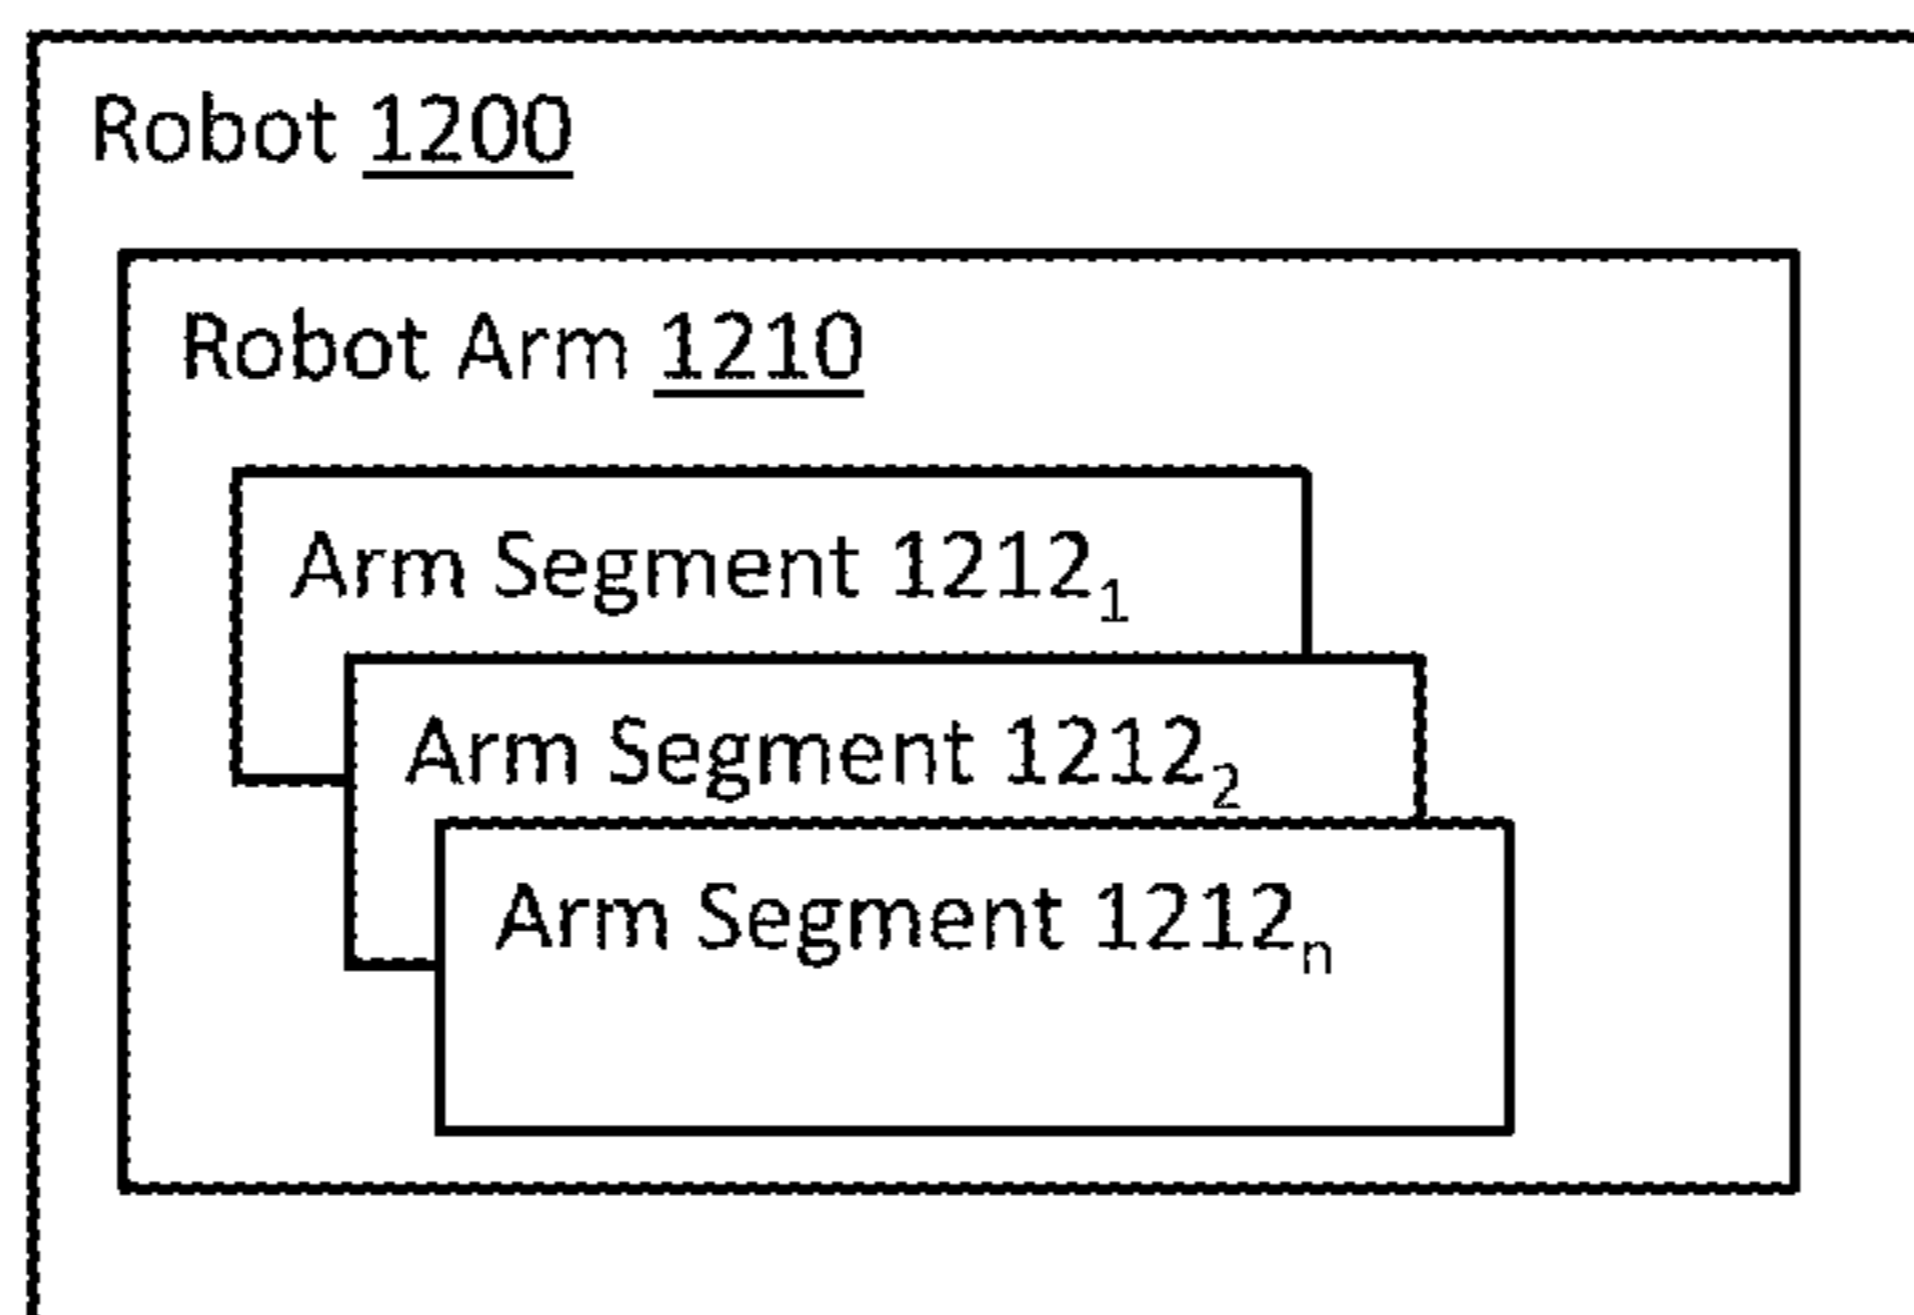 Robot 1200
Robot Arm 1210
Arm Segment 1212₁
Arm Segment 1212₂
Arm Segment 1212ₙ